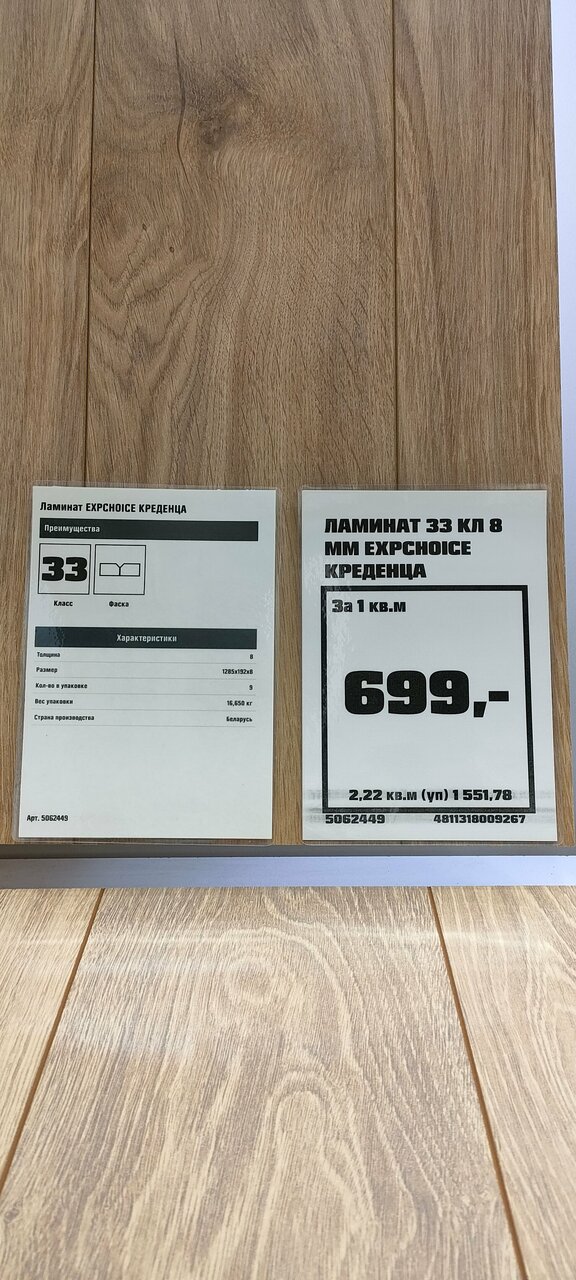 Ламинат EXPCHOICE КРЕДЕНЦА
Преимущества
33
Класс Фаска
Характеристики
Толщина 8
Размер 1285х192х8
Кол-во в упаковке 9
Вес упаковки 16,650 кг
Страна производства Беларусь
Арт. 5062449
ЛАМИНАТ 33 КЛ 8
ММ EXPCHOICE
КРЕДЕНЦА
За 1 кв.м
699,-
2,22 кв.м (уп) 1 551,78
5062449 4811318009267